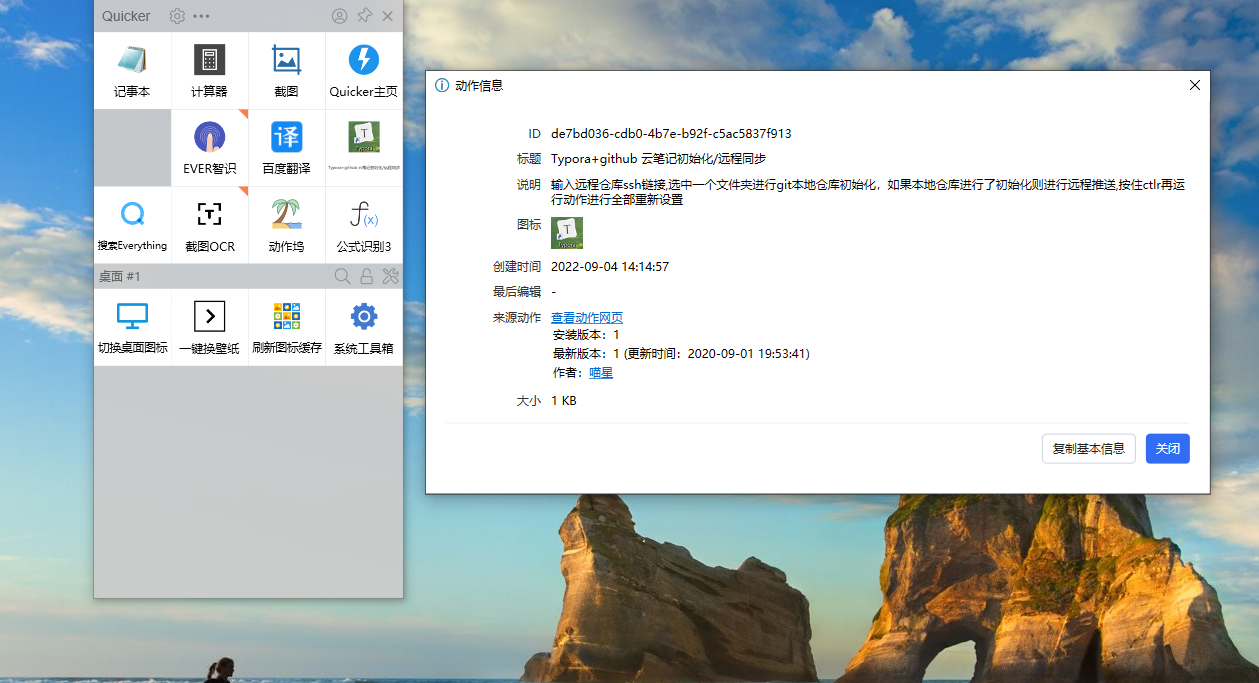 Quicker
记事本
计算器
截图
Quicker主页
EVER智识
百度翻译
Typora+github 云笔记初始化/远程同步
搜索Everything
截图OCR
动作坞
公式识别3
桌面 #1
切换桌面图标
一键换壁纸
刷新图标缓存
系统工具箱
动作信息
ID de7bd036-cdb0-4b7e-b92f-c5ac5837f913
标题 Typora+github 云笔记初始化/远程同步
说明 输入远程仓库ssh链接,选中一个文件夹进行git本地仓库初始化，如果本地仓库进行了初始化则进行远程推送,按住ctlr再运
行动作进行全部重新设置
图标
创建时间 2022-09-04 14:14:57
最后编辑 -
来源动作 查看动作网页
安装版本：1
最新版本：1 (更新时间：2020-09-01 19:53:41)
作者：喵星
大小 1 KB
复制基本信息
关闭